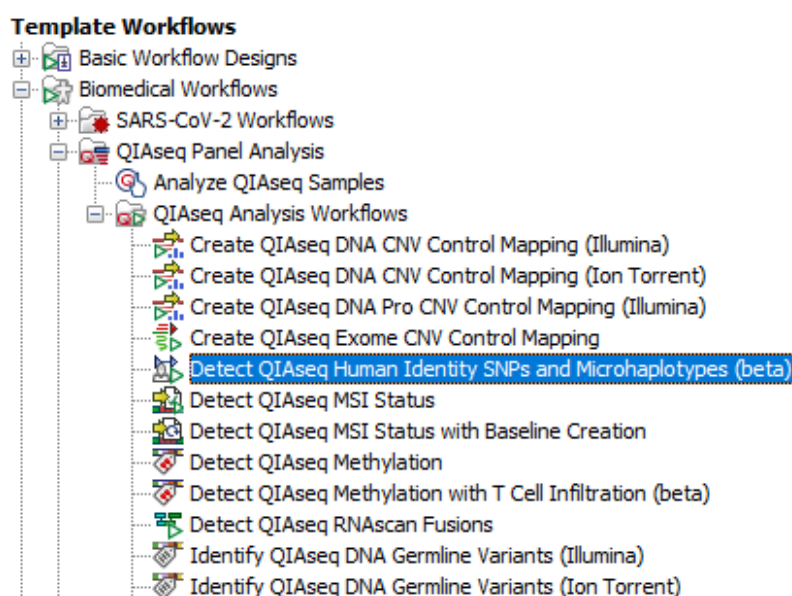 Template Workflows
Basic Workflow Designs
Biomedical Workflows
SARS-CoV-2 Workflows
QIAseq Panel Analysis
Analyze QIAseq Samples
QIAseq Analysis Workflows
Create QIAseq DNA CNV Control Mapping (Illumina)
Create QIAseq DNA CNV Control Mapping (Ion Torrent)
Create QIAseq DNA Pro CNV Control Mapping (Illumina)
Create QIAseq Exome CNV Control Mapping
Detect QIAseq Human Identity SNPs and Microhaplotypes (beta)
Detect QIAseq MSI Status
Detect QIAseq MSI Status with Baseline Creation
Detect QIAseq Methylation
Detect QIAseq Methylation with T Cell Infiltration (beta)
Detect QIAseq RNAscan Fusions
Identify QIAseq DNA Germline Variants (Illumina)
Identify QIAseq DNA Germline Variants (Ion Torrent)